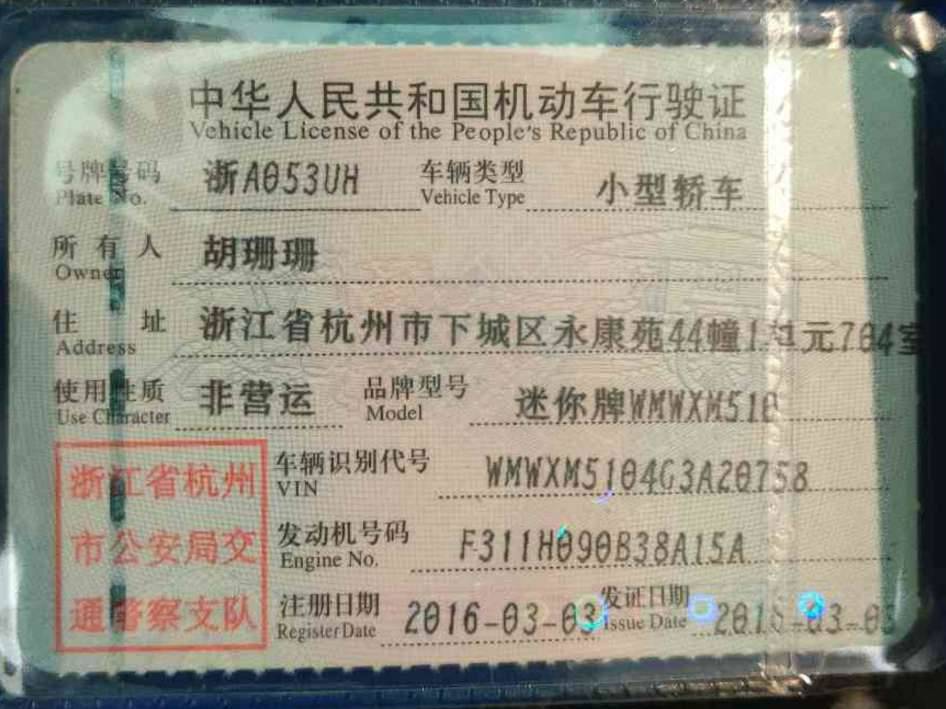 中华人民共和国机动车行驶证
Vehicle License of the People's Republic of China
号牌号码 浙A053UH 车辆类型 小型轿车
Plate No. Vehicle Type
所有人 胡珊珊
Owner
住址 浙江省杭州市下城区永康苑44幢1单元704室
Address
使用性质 非营运 品牌型号 迷你牌WMWXM510
Use Character Model
浙江省杭州
市公安局交
通警察支队
车辆识别代号 WMWXM5104G3A20758
VIN
发动机号码 F311H090B38A15A
Engine No.
注册日期 2016-03-03 发证日期 2016-03-03
Register Date Issue Date